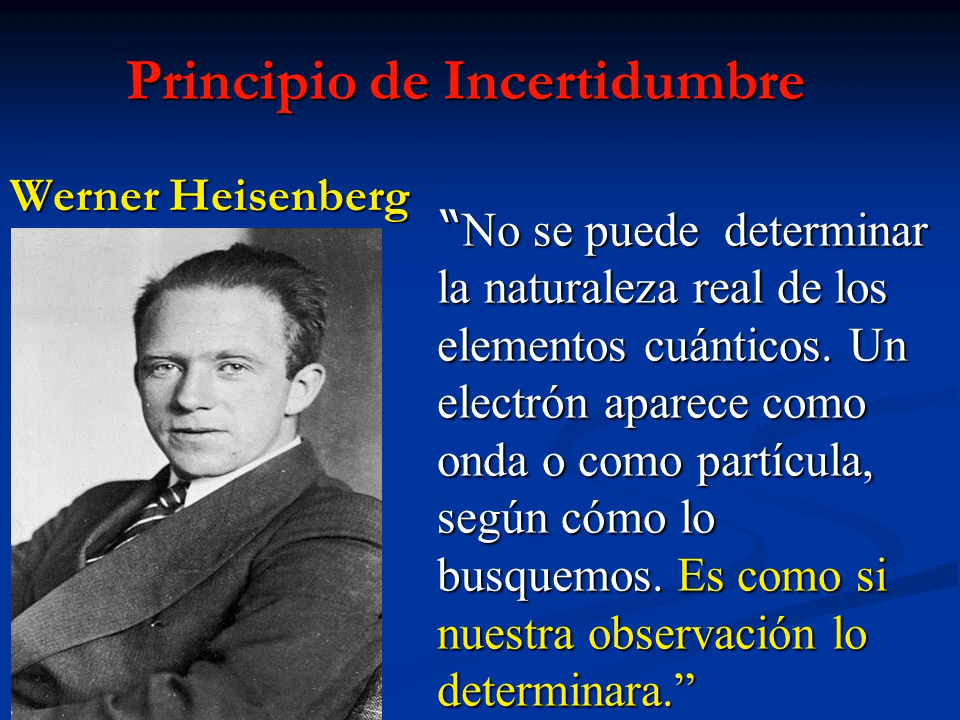 Principio de Incertidumbre
Werner Heisenberg
“No se puede determinar
la naturaleza real de los
elementos cuánticos. Un
electrón aparece como
onda o como partícula,
según cómo lo
busquemos. Es como si
nuestra observación lo
determinara.”